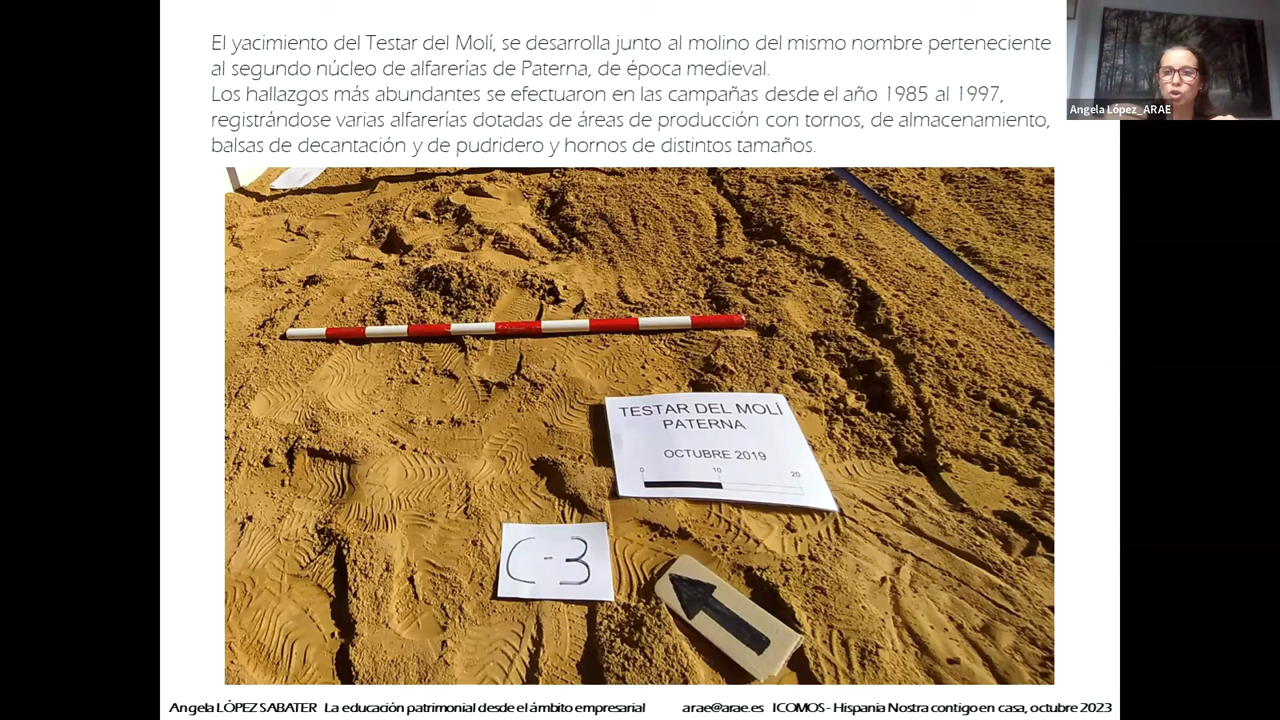 El yacimiento del Testar del Molí, se desarrolla junto al molino del mismo nombre perteneciente
al segundo núcleo de alfarerías de Paterna, de época medieval.
Los hallazgos más abundantes se efectuaron en las campañas desde el año 1985 al 1997,
registrándose varias alfarerías dotadas de áreas de producción con tornos, de almacenamiento,
balsas de decantación y de pudridero y hornos de distintos tamaños.
Angela López_ARAE
TESTAR DEL MOLÍ
PATERNA
OCTUBRE 2019
0 10 20
C-3
Angela LÓPEZ SABATER La educación patrimonial desde el ámbito empresarial arae@arae.es ICOMOS - Hispania Nostra contigo en casa, octubre 2023